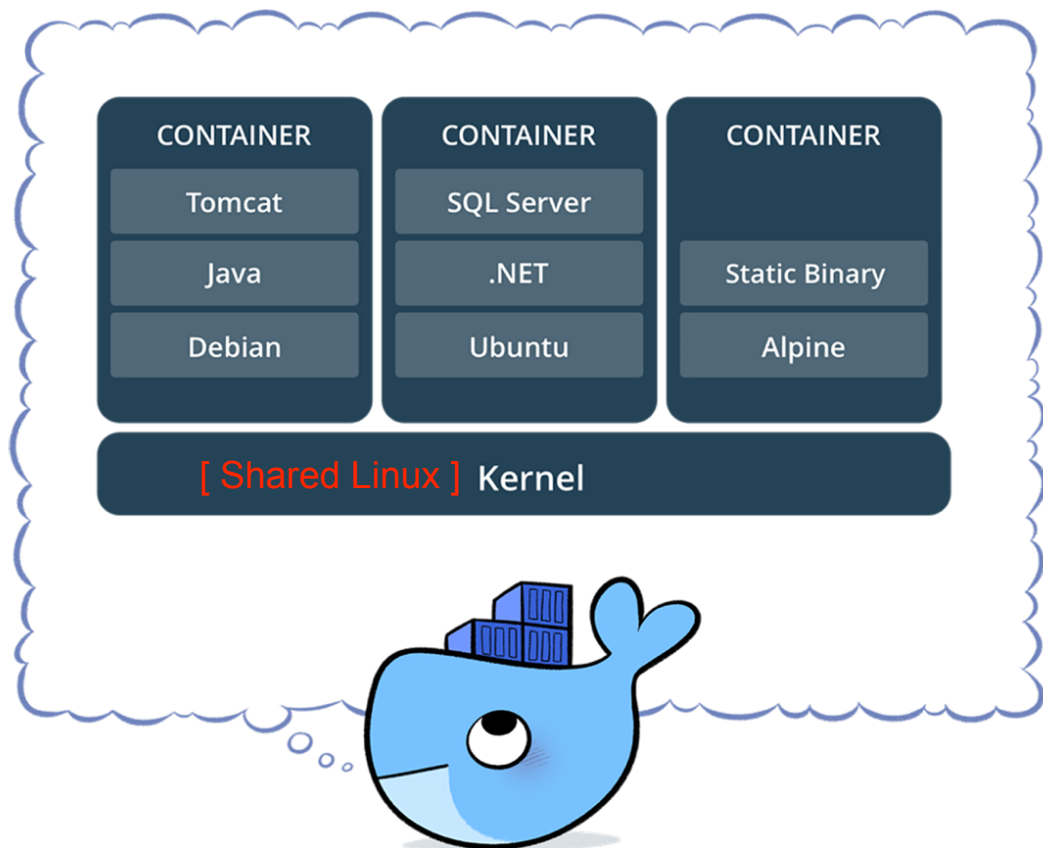 CONTAINER
Tomcat
Java
Debian
CONTAINER
SQL Server
.NET
Ubuntu
CONTAINER
Static Binary
Alpine
[ Shared Linux ] Kernel